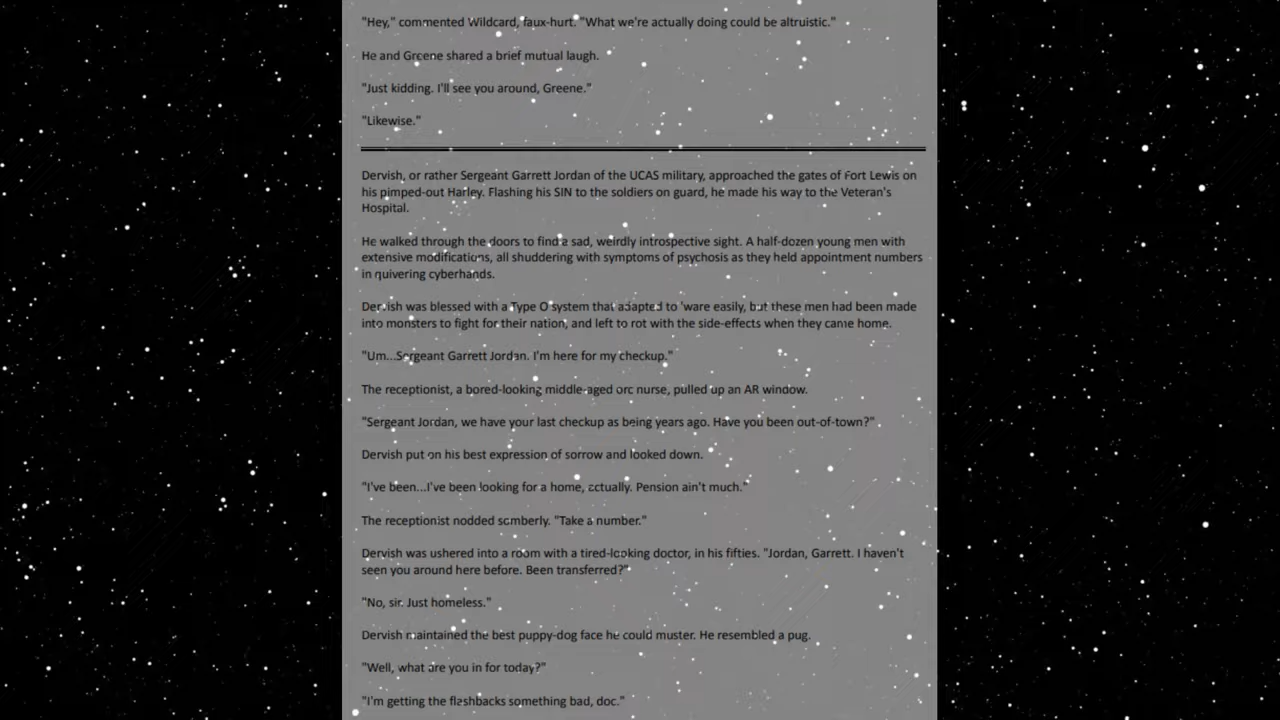 "Hey," commented Wildcard, faux-hurt. "What we're actually doing could be altruistic."
He and Greene shared a brief mutual laugh.
"Just kidding. I'll see you around, Greene."
"Likewise."
Dervish, or rather Sergeant Garrett Jordan of the UCAS military, approached the gates of Fort Lewis on
his pimped-out Harley. Flashing his SIN to the soldiers on guard, he made his way to the Veteran's
Hospital.
He walked through the doors to find a sad, weirdly introspective sight. A half-dozen young men with
extensive modifications, all shuddering with symptoms of psychosis as they held appointment numbers
in quivering cyberhands.
Dervish was blessed with a Type O system that adapted to 'ware easily, but these men had been made
into monsters to fight for their nation, and left to rot with the side-effects when they came home.
"Um...Sergeant Garrett Jordan. I'm here for my checkup."
The receptionist, a bored-looking middle-aged orc nurse, pulled up an AR window.
"Sergeant Jordan, we have your last checkup as being years ago. Have you been out-of-town?"
Dervish put on his best expression of sorrow and looked down.
"I've been...I've been looking for a home, actually. Pension ain't much."
The receptionist nodded somberly. "Take a number."
Dervish was ushered into a room with a tired-looking doctor, in his fifties. "Jordan, Garrett. I haven't
seen you around here before. Been transferred?"
"No, sir. Just homeless."
Dervish maintained the best puppy-dog face he could muster. He resembled a pug.
"Well, what are you in for today?"
"I'm getting the flashbacks something bad, doc."